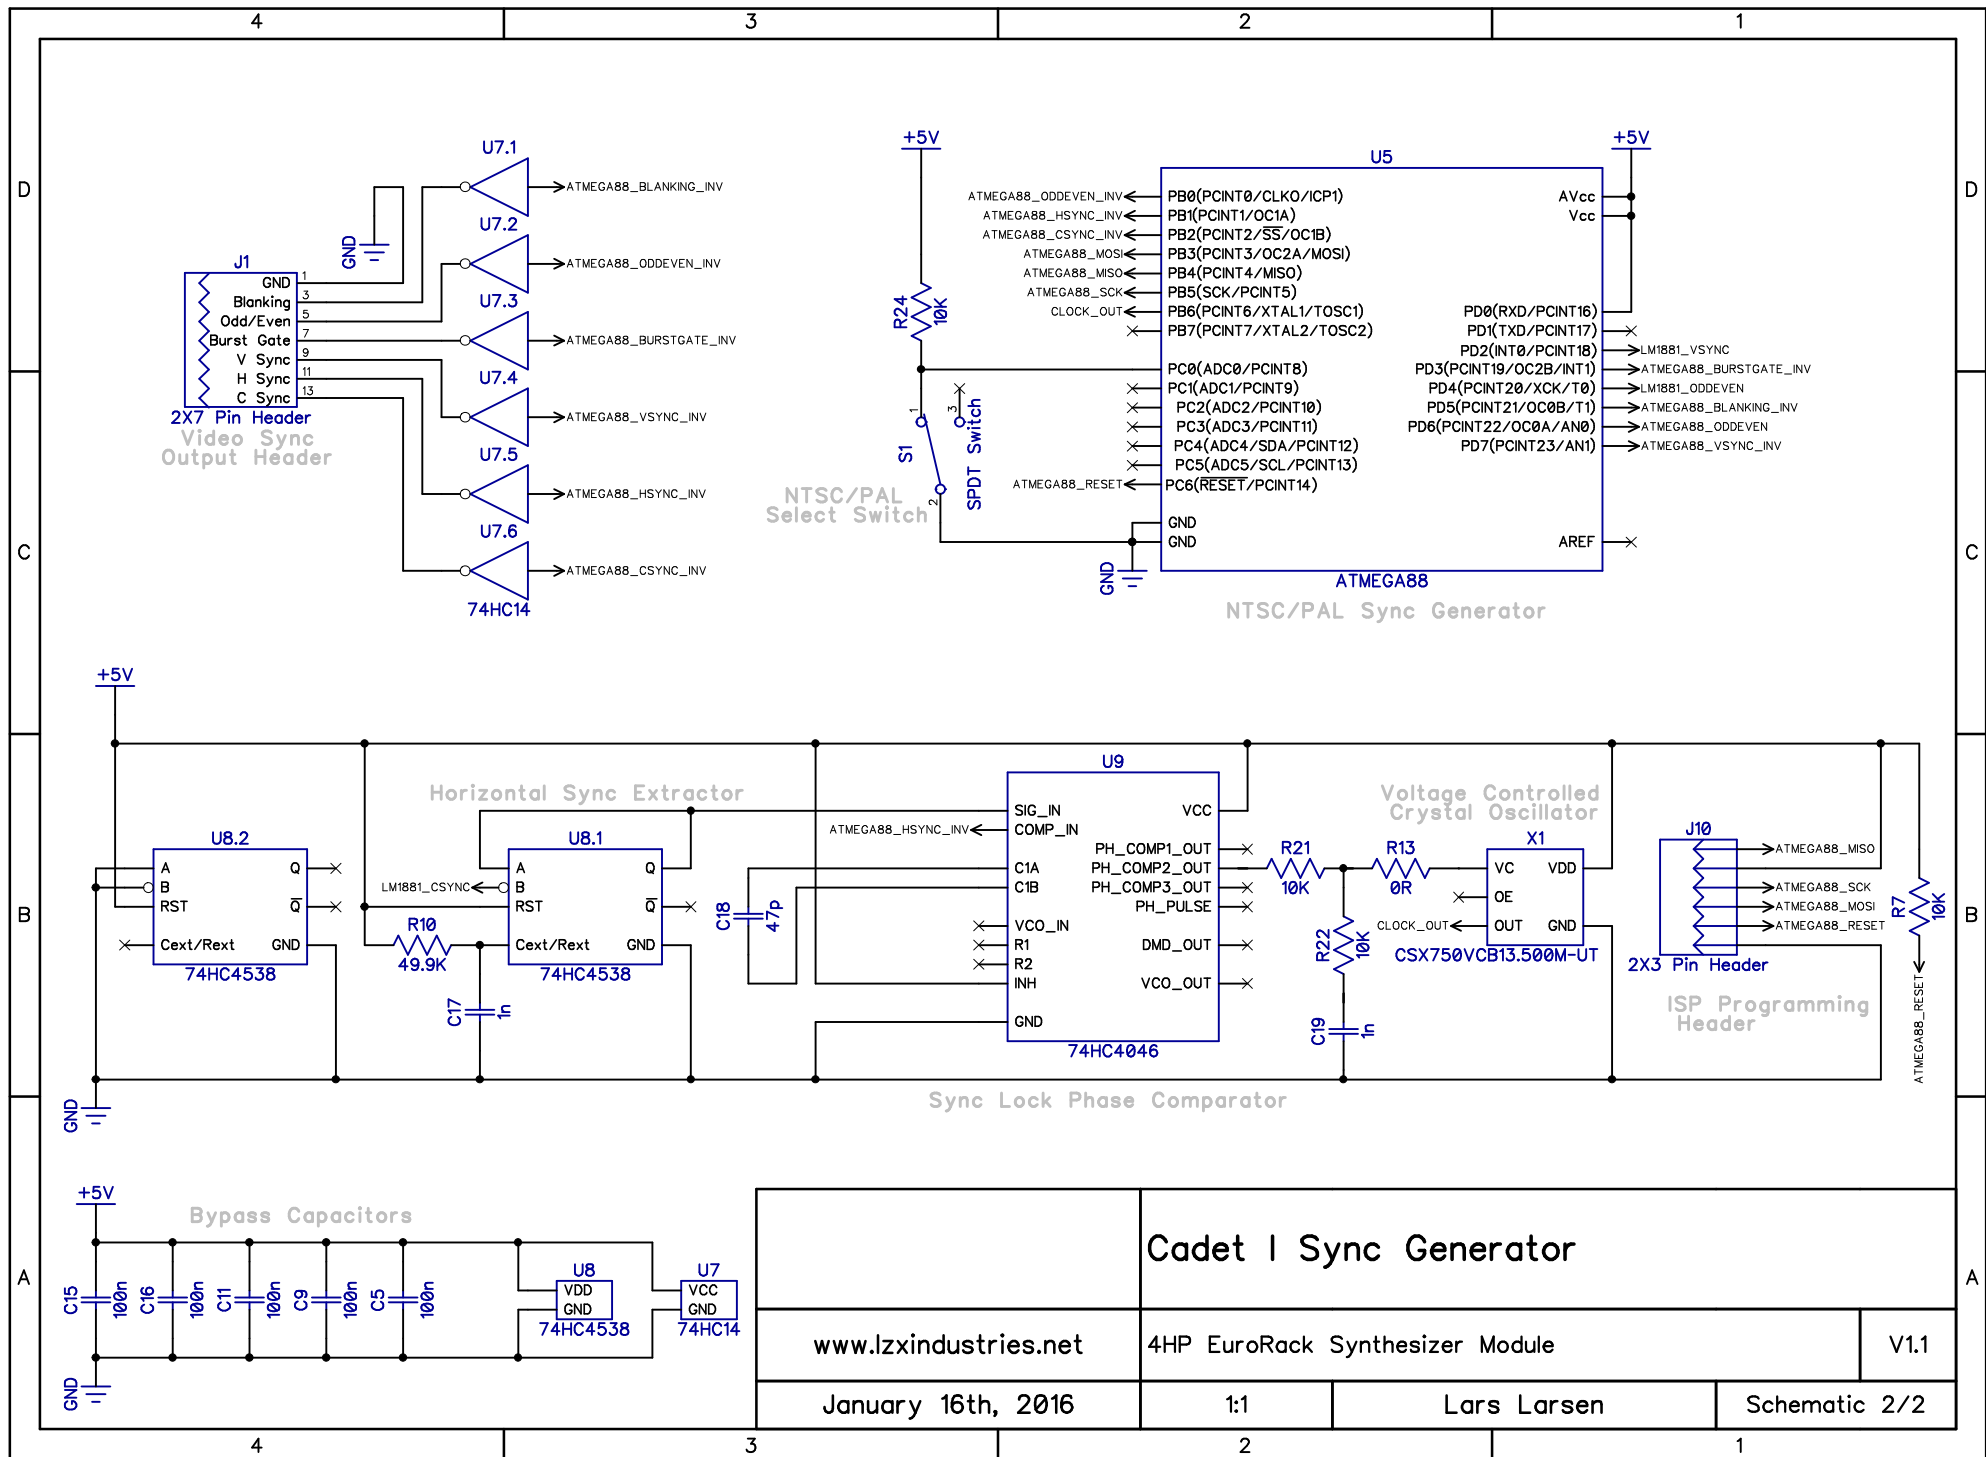 4 3 2 1
D
C
B
A
D
C
B
A
U7.1
ATMEGA88_BLANKING_INV
U7.2
ATMEGA88_ODDEVEN_INV
U7.3
ATMEGA88_BURSTGATE_INV
U7.4
ATMEGA88_VSYNC_INV
U7.5
ATMEGA88_HSYNC_INV
U7.6
ATMEGA88_CSYNC_INV
74HC14
GND
J1
GND 1
Blanking 3
Odd/Even 5
Burst Gate 7
V Sync 9
H Sync 11
C Sync 13
2X7 Pin Header
Video Sync
Output Header
+5V
R24
10K
S1
1
3
2
SPDT Switch
NTSC/PAL
Select Switch
U5
+5V
ATMEGA88_ODDEVEN_INV PB0(PCINT0/CLKO/ICP1)
ATMEGA88_HSYNC_INV PB1(PCINT1/OC1A)
ATMEGA88_CSYNC_INV PB2(PCINT2/SS/OC1B)
ATMEGA88_MOSI PB3(PCINT3/OC2A/MOSI)
ATMEGA88_MISO PB4(PCINT4/MISO)
ATMEGA88_SCK PB5(SCK/PCINT5)
CLOCK_OUT PB6(PCINT6/XTAL1/TOSC1)
PB7(PCINT7/XTAL2/TOSC2)
PC0(ADC0/PCINT8)
PC1(ADC1/PCINT9)
PC2(ADC2/PCINT10)
PC3(ADC3/PCINT11)
PC4(ADC4/SDA/PCINT12)
PC5(ADC5/SCL/PCINT13)
ATMEGA88_RESET PC6(RESET/PCINT14)
GND
GND
GND
AVcc
Vcc
PD0(RXD/PCINT16)
PD1(TXD/PCINT17)
PD2(INT0/PCINT18) LM1881_VSYNC
PD3(PCINT19/OC2B/INT1) ATMEGA88_BURSTGATE_INV
PD4(PCINT20/XCK/T0) LM1881_ODDEVEN
PD5(PCINT21/OC0B/T1) ATMEGA88_BLANKING_INV
PD6(PCINT22/OC0A/AN0) ATMEGA88_ODDEVEN
PD7(PCINT23/AN1) ATMEGA88_VSYNC_INV
AREF
ATMEGA88
NTSC/PAL Sync Generator
+5V
U8.2
A Q
B
RST Q
Cext/Rext GND
74HC4538
GND
Horizontal Sync Extractor
U8.1
A Q
LM1881_CSYNC B
RST Q
Cext/Rext GND
74HC4538
R10
49.9K
C17
1n
C18
47p
U9
SIG_IN VCC
ATMEGA88_HSYNC_INV COMP_IN
PH_COMP1_OUT
C1A PH_COMP2_OUT
C1B PH_COMP3_OUT
PH_PULSE
VCO_IN
R1 DMD_OUT
R2
INH VCO_OUT
GND
74HC4046
Sync Lock Phase Comparator
R21
10K
R13
0R
R22
10K
C19
1n
Voltage Controlled
Crystal Oscillator
X1
VC VDD
OE
CLOCK_OUT OUT GND
CSX750VCB13.500M-UT
J10
ATMEGA88_MISO
ATMEGA88_SCK
ATMEGA88_MOSI
ATMEGA88_RESET
2X3 Pin Header
ISP Programming
Header
R7
10K
ATMEGA88_RESET
+5V
Bypass Capacitors
C15
100n
C16
100n
C11
100n
C9
100n
C5
100n
GND
U8
VDD
GND
74HC4538
U7
VCC
GND
74HC14
Cadet I Sync Generator
www.lzxindustries.net
4HP EuroRack Synthesizer Module
V1.1
January 16th, 2016
1:1
Lars Larsen
Schematic 2/2
4 3 2 1